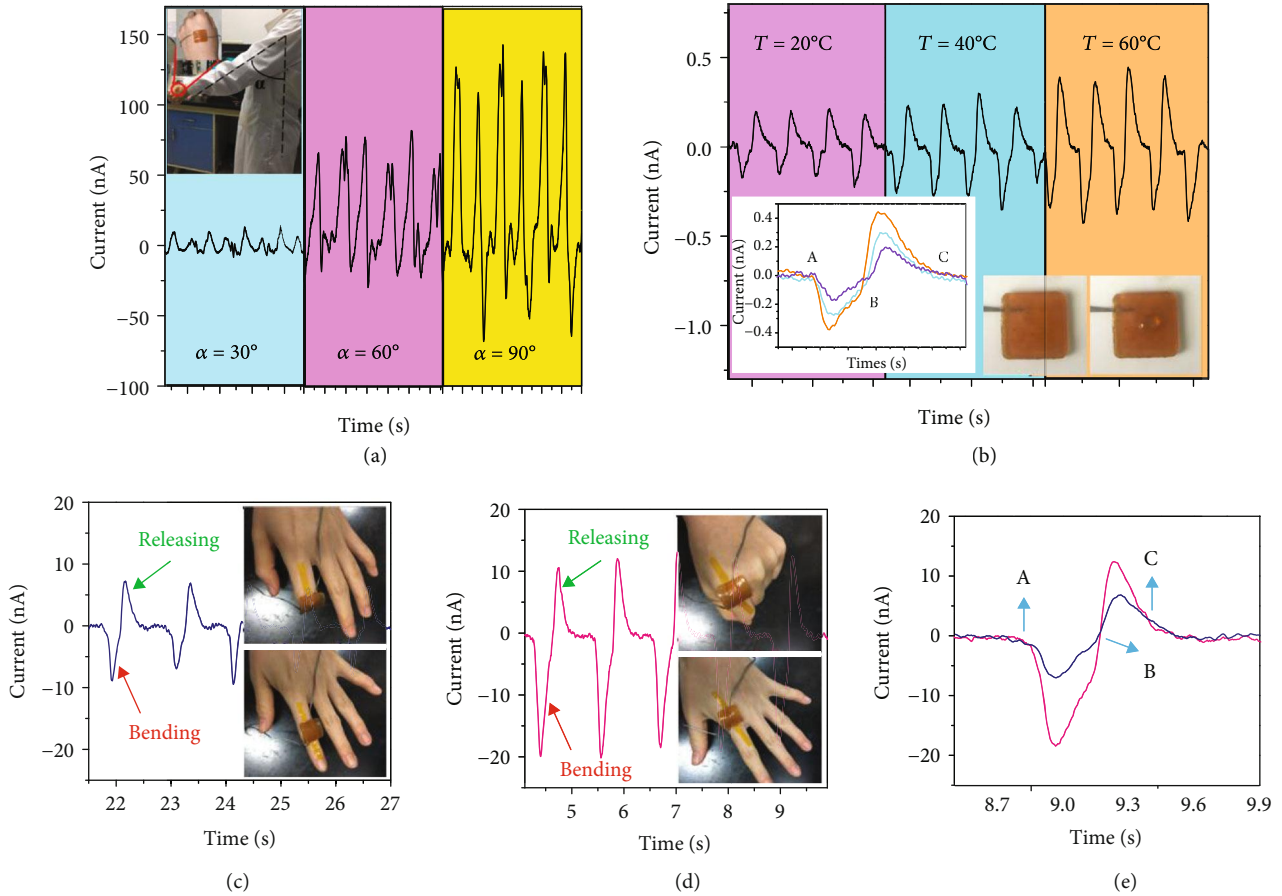 150
100
50
0
−50
−100
Current (nA)
α
α = 30°
α = 60°
α = 90°
Time (s)
(a)
0.5
0.0
−0.5
−1.0
Current (nA)
T = 20°C
T = 40°C
T = 60°C
0.4
0.2
0.0
−0.2
−0.4
Current (nA)
A
B
C
Times (s)
Time (s)
(b)
20
10
0
−10
−20
Current (nA)
Releasing
Bending
22 23 24 25 26 27
Time (s)
(c)
20
10
0
−10
−20
Current (nA)
Releasing
Bending
5 6 7 8 9
Time (s)
(d)
20
10
0
−10
−20
Current (nA)
A
C
B
8.7 9.0 9.3 9.6 9.9
Time (s)
(e)